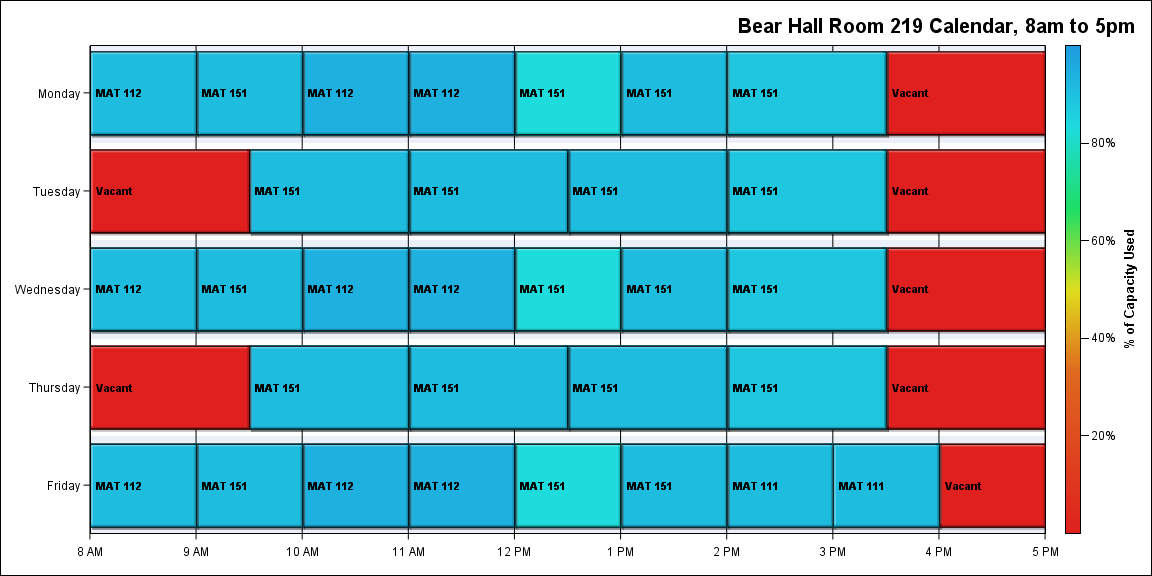 Bear Hall Room 219 Calendar, 8am to 5pm
Monday
MAT 112 MAT 151 MAT 112 MAT 112 MAT 151 MAT 151 MAT 151 Vacant
Tuesday
Vacant MAT 151 MAT 151 MAT 151 MAT 151 Vacant
Wednesday
MAT 112 MAT 151 MAT 112 MAT 112 MAT 151 MAT 151 MAT 151 Vacant
Thursday
Vacant MAT 151 MAT 151 MAT 151 MAT 151 Vacant
Friday
MAT 112 MAT 151 MAT 112 MAT 112 MAT 151 MAT 151 MAT 111 MAT 111 Vacant
8 AM 9 AM 10 AM 11 AM 12 PM 1 PM 2 PM 3 PM 4 PM 5 PM
80%
60%
40%
20%
% of Capacity Used